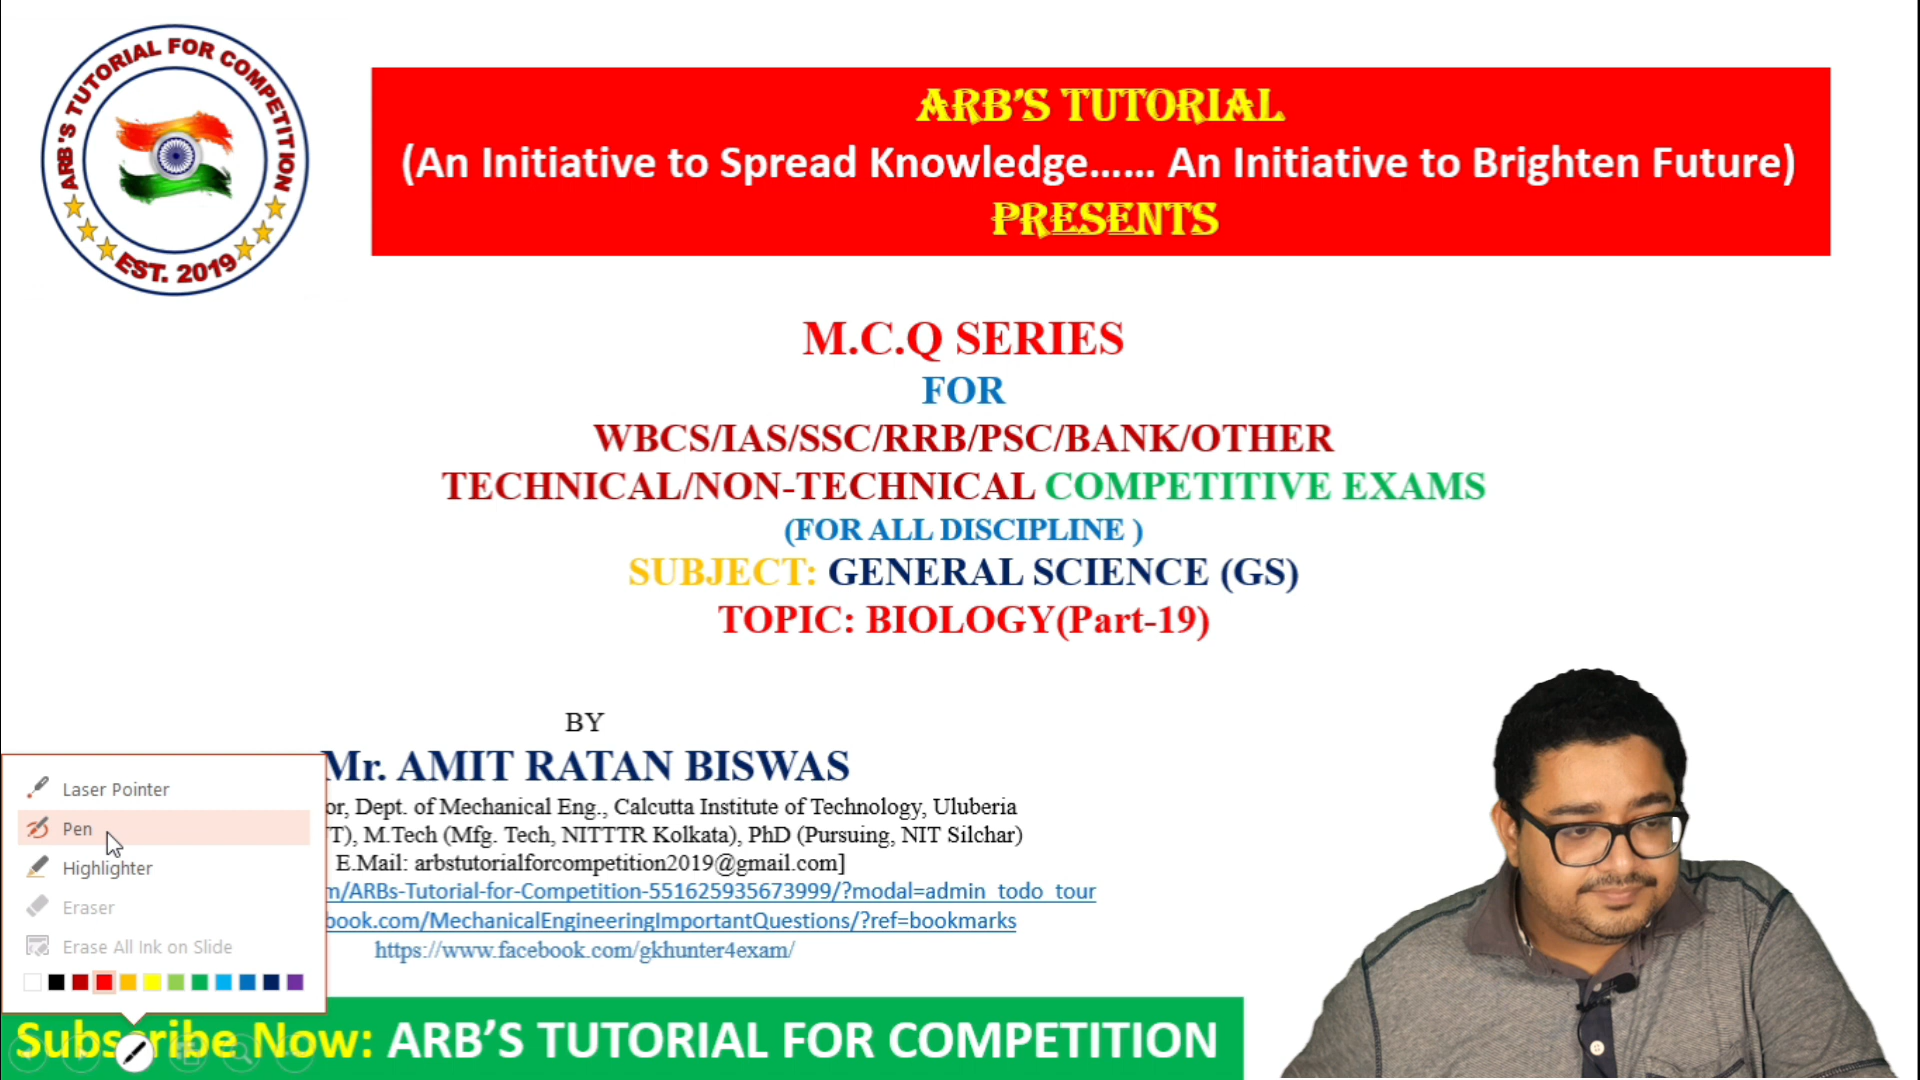 ARB'S TUTORIAL FOR COMPETITION
EST. 2019
ARB'S TUTORIAL
(An Initiative to Spread Knowledge...... An Initiative to Brighten Future)
PRESENTS
M.C.Q SERIES
FOR
WBCS/IAS/SSC/RRB/PSC/BANK/OTHER
TECHNICAL/NON-TECHNICAL COMPETITIVE EXAMS
(FOR ALL DISCIPLINE )
SUBJECT: GENERAL SCIENCE (GS)
TOPIC: BIOLOGY(Part-19)
BY
Mr. AMIT RATAN BISWAS
or, Dept. of Mechanical Eng., Calcutta Institute of Technology, Uluberia
T), M.Tech (Mfg. Tech, NITTTR Kolkata), PhD (Pursuing, NIT Silchar)
E.Mail: arbstutorialforcompetition2019@gmail.com]
m/ARBs-Tutorial-for-Competition-551625935673999/?modal=admin_todo_tour
book.com/MechanicalEngineeringImportantQuestions/?ref=bookmarks
https://www.facebook.com/gkhunter4exam/
Laser Pointer
Pen
Highlighter
Eraser
Erase All Ink on Slide
Subscribe Now: ARB'S TUTORIAL FOR COMPETITION